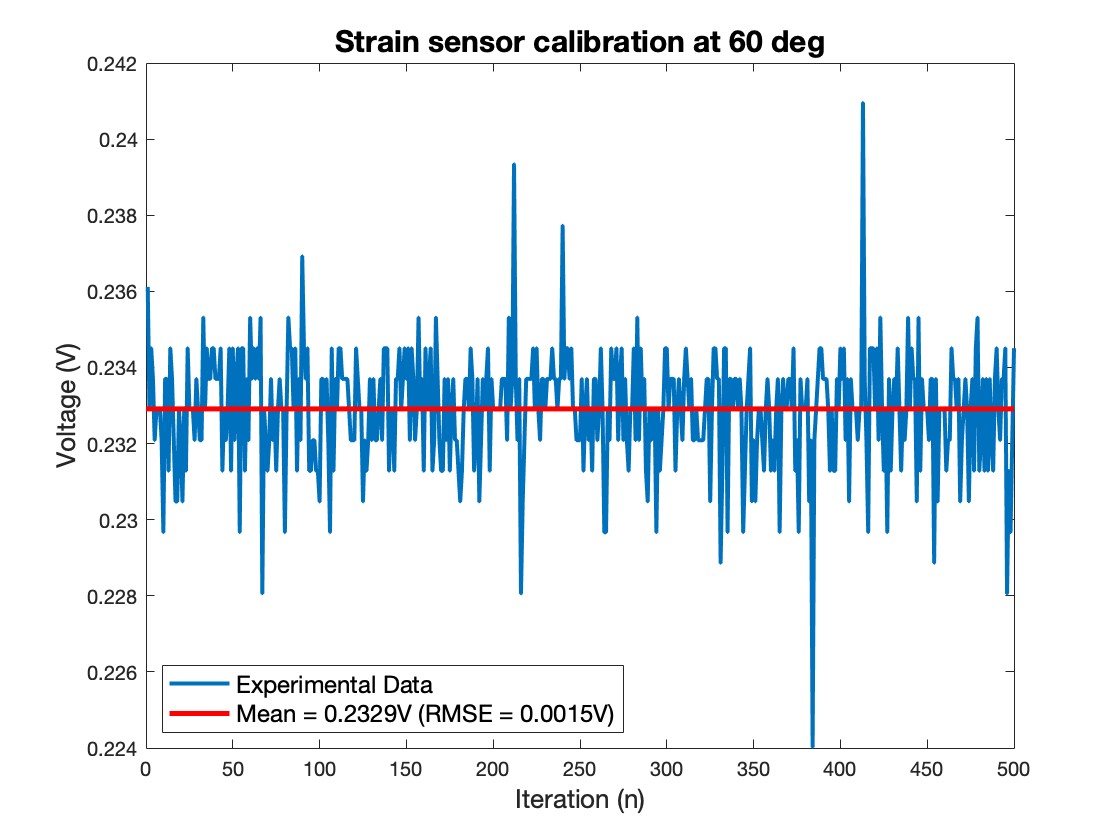 Strain sensor calibration at 60 deg
0.242
0.24
0.238
0.236
0.234
0.232
0.23
0.228
0.226
0.224
Voltage (V)
Experimental Data
Mean = 0.2329V (RMSE = 0.0015V)
0 50 100 150 200 250 300 350 400 450 500
Iteration (n)